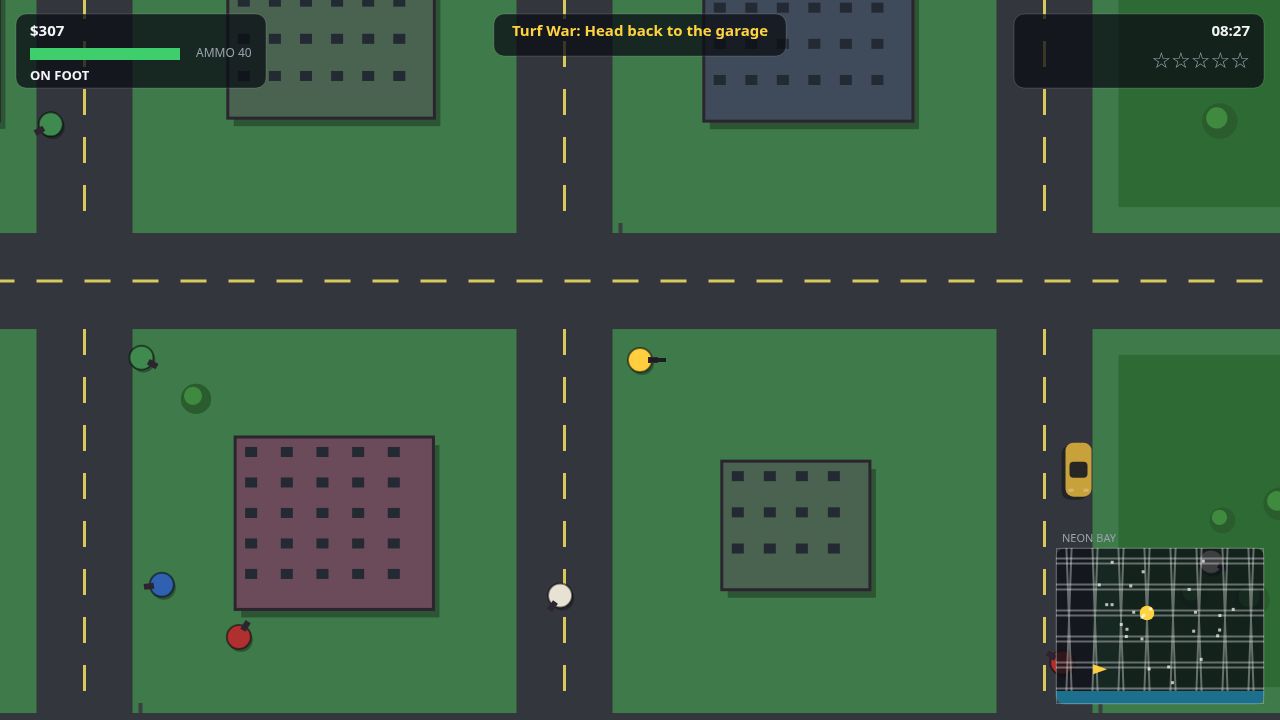 $307
AMMO 40
ON FOOT
Turf War: Head back to the garage
08:27
NEON BAY